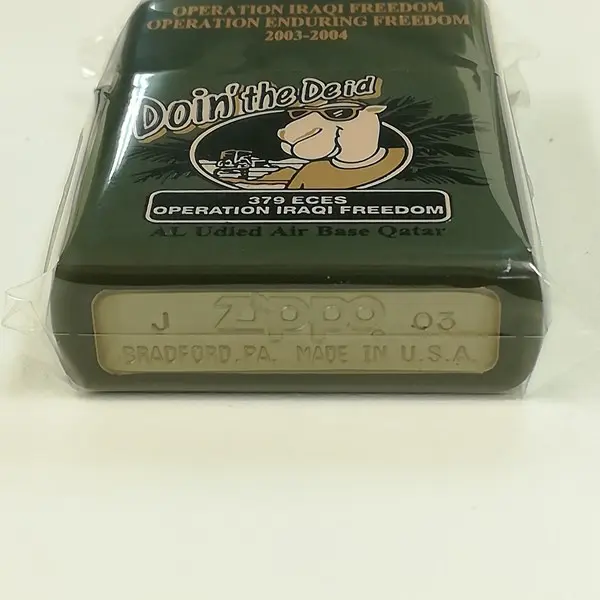 OPERATION IRAQI FREEDOM
OPERATION ENDURING FREEDOM
2003-2004
Doin' the Deid
379 ECES
OPERATION IRAQI FREEDOM
AL Udied Air Base Qatar
J Zippo 03
BRADFORD, PA. MADE IN U.S.A.